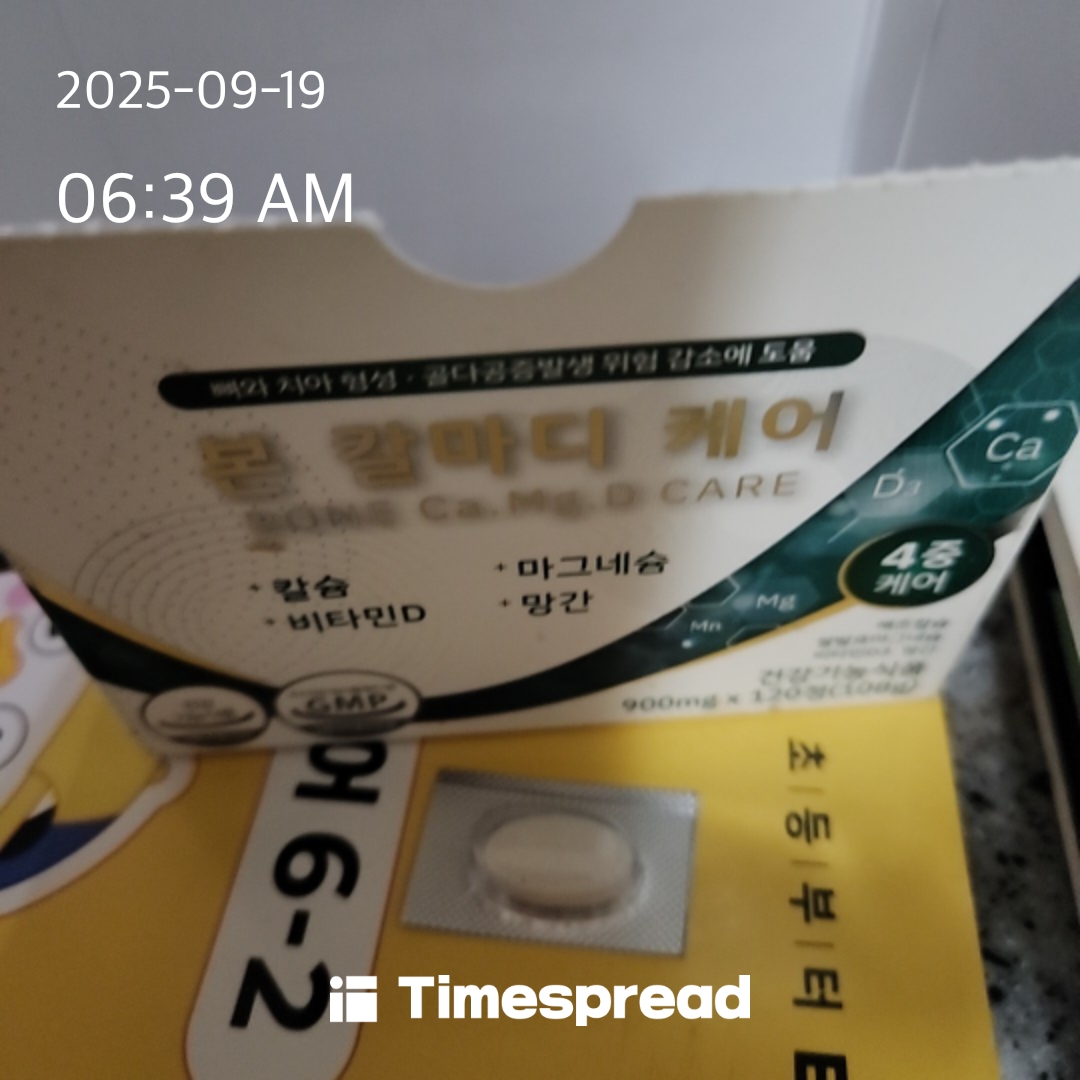 2025-09-19
06:39 AM
뼈와 치아 형성 · 골다공증발생 위험 감소에 도움
본 칼마디 케어
BONE Ca.Mg.D CARE
· 칼슘
· 마그네슘
· 비타민D
· 망간
Ca
D3
Mg
Mn
4중
케어
건강기능식품
900mg x 120정(108g)
GMP
어 6-2
초등부터
Timespread